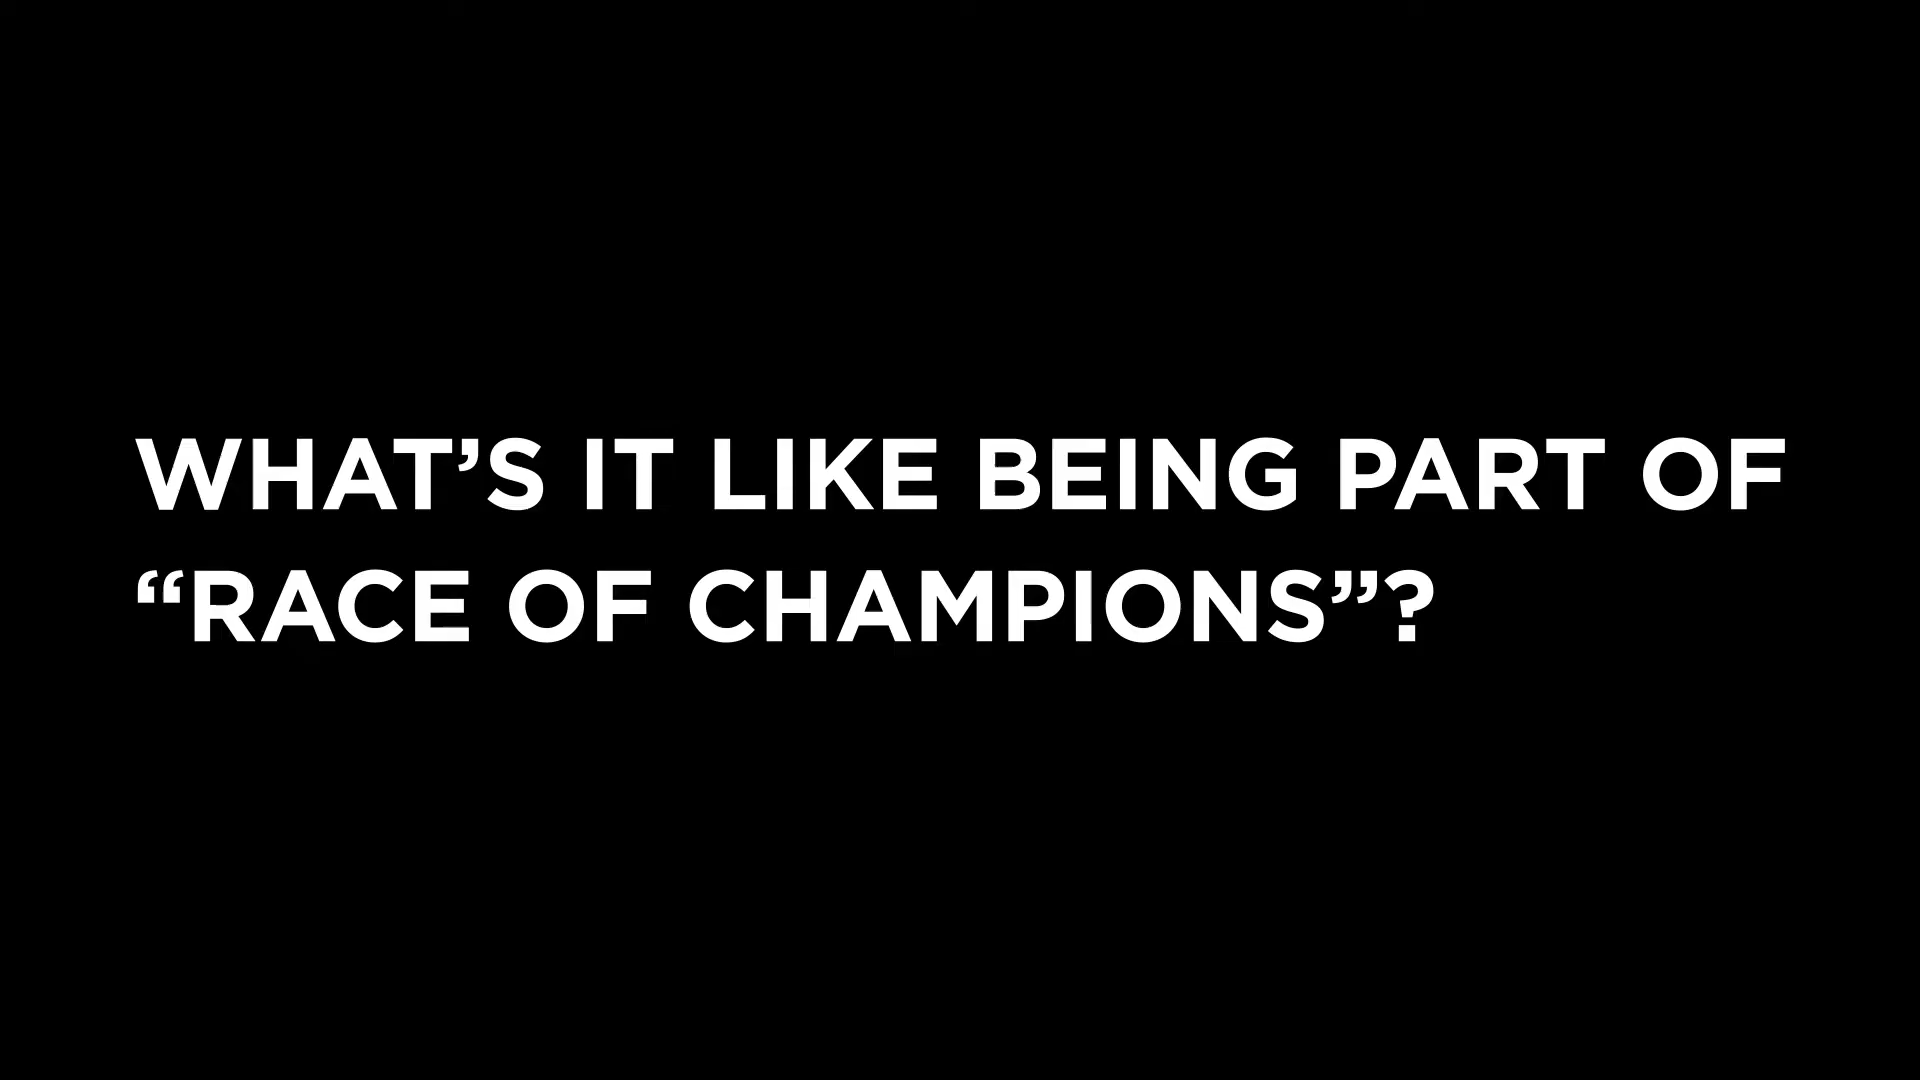 WHAT’S IT LIKE BEING PART OF
“RACE OF CHAMPIONS”?